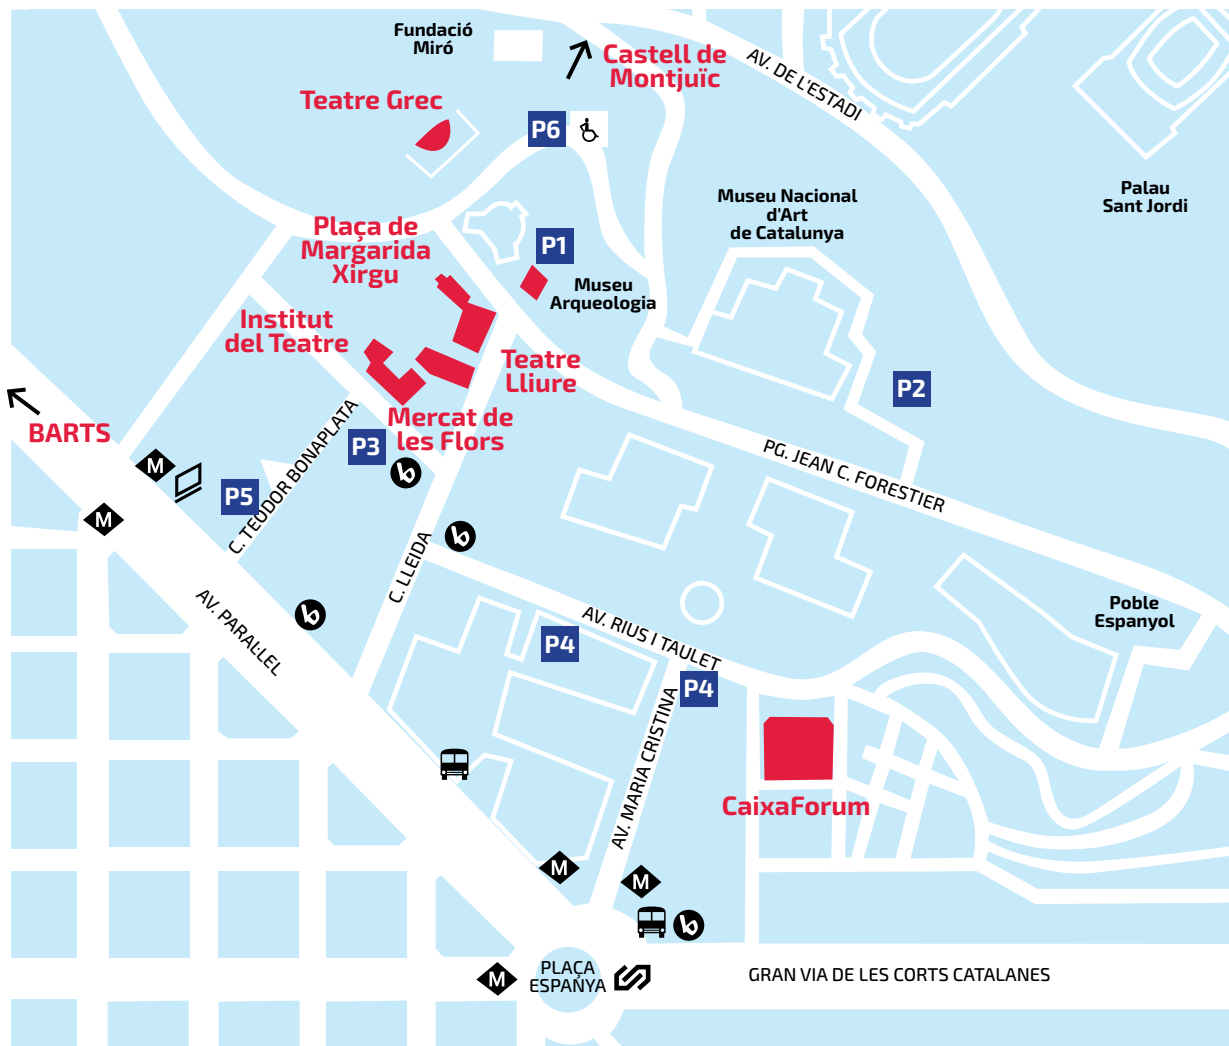 Fundació
Miró
Castell de
Montjuïc
AV. DE L'ESTADI
Teatre Grec
P6
Palau
Sant Jordi
Museu Nacional
d'Art
de Catalunya
Plaça de
Margarida
Xirgu
P1
Museu
Arqueologia
Institut
del Teatre
Teatre
Lliure
P2
BARTS
Mercat de
les Flors
P3
PG. JEAN C. FORESTIER
M
P5
C. TEODOR BONAPLATA
M
b
b
C. LLEIDA
AV. PARAL·LEL
b
AV. RIUS I TAULET
P4
Poble
Espanyol
P4
AV. MARIA CRISTINA
CaixaForum
M
M
b
M
PLAÇA
ESPANYA
GRAN VIA DE LES CORTS CATALANES